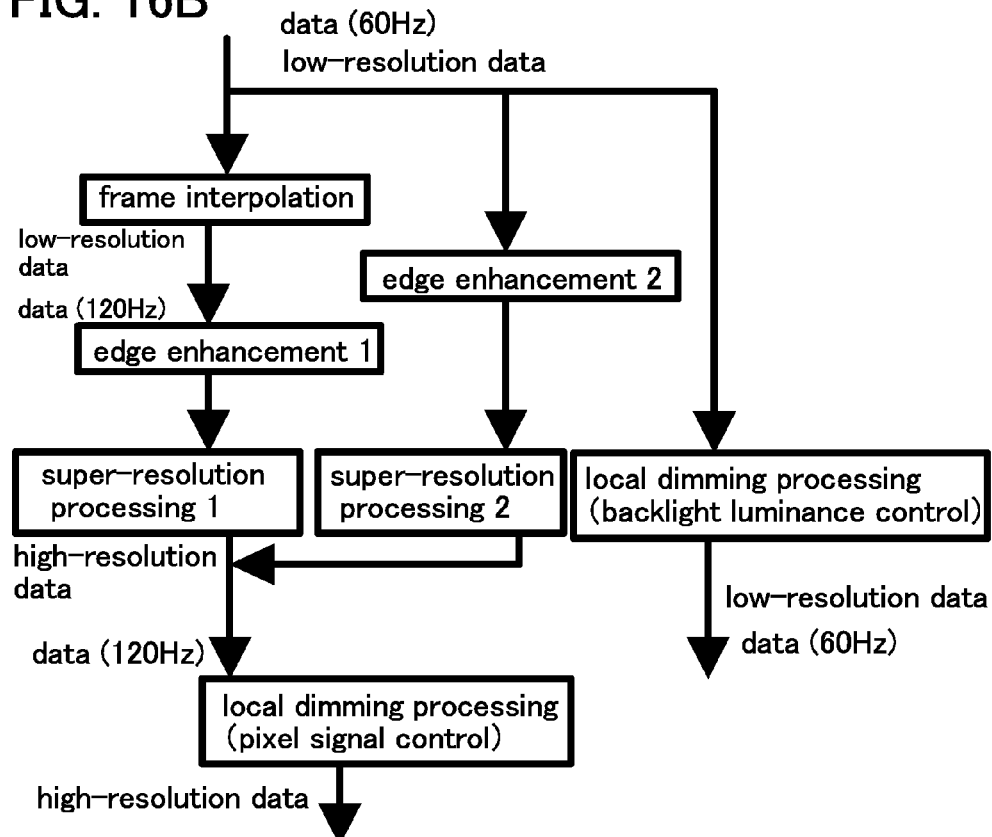 FIG. 16B
data (60Hz)
low-resolution data
frame interpolation
low-resolution
data
data (120Hz)
edge enhancement 2
edge enhancement 1
super-resolution
processing 1
super-resolution
processing 2
local dimming processing
(backlight luminance control)
high-resolution
data
low-resolution data
data (60Hz)
data (120Hz)
local dimming processing
(pixel signal control)
high-resolution data